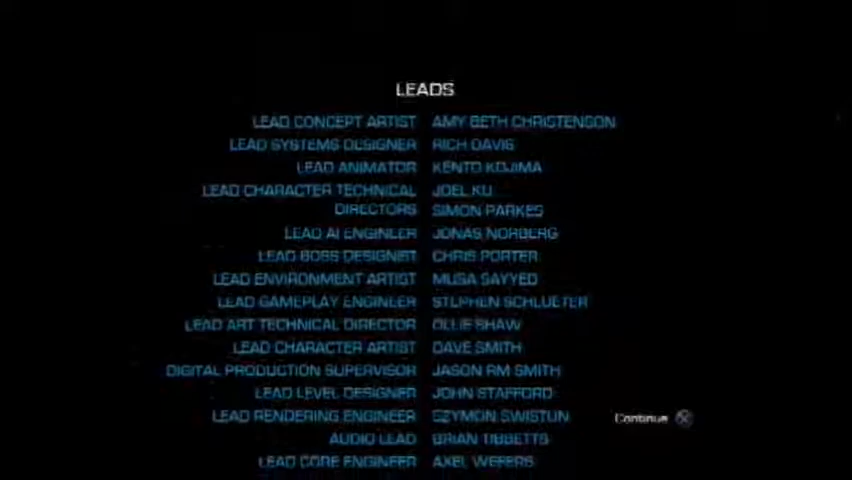 LEADS
LEAD CONCEPT ARTIST AMY BETH CHRISTENSON
LEAD SYSTEMS DESIGNER RICH DAVIS
LEAD ANIMATOR KENTO KOJIMA
LEAD CHARACTER TECHNICAL JOEL KU
DIRECTORS SIMON PARKES
LEAD AI ENGINEER JONAS NORBERG
LEAD BOSS DESIGNIST CHRIS PORTER
LEAD ENVIRONMENT ARTIST MUSA SAYYED
LEAD GAMEPLAY ENGINEER STEPHEN SCHLUETER
LEAD ART TECHNICAL DIRECTOR OLLIE SHAW
LEAD CHARACTER ARTIST DAVE SMITH
DIGITAL PRODUCTION SUPERVISOR JASON RM SMITH
LEAD LEVEL DESIGNER JOHN STAFFORD
LEAD RENDERING ENGINEER SZYMON SWISTUN
Continue
AUDIO LEAD BRIAN TIBBETTS
LEAD CORE ENGINEER AXEL WEFERS